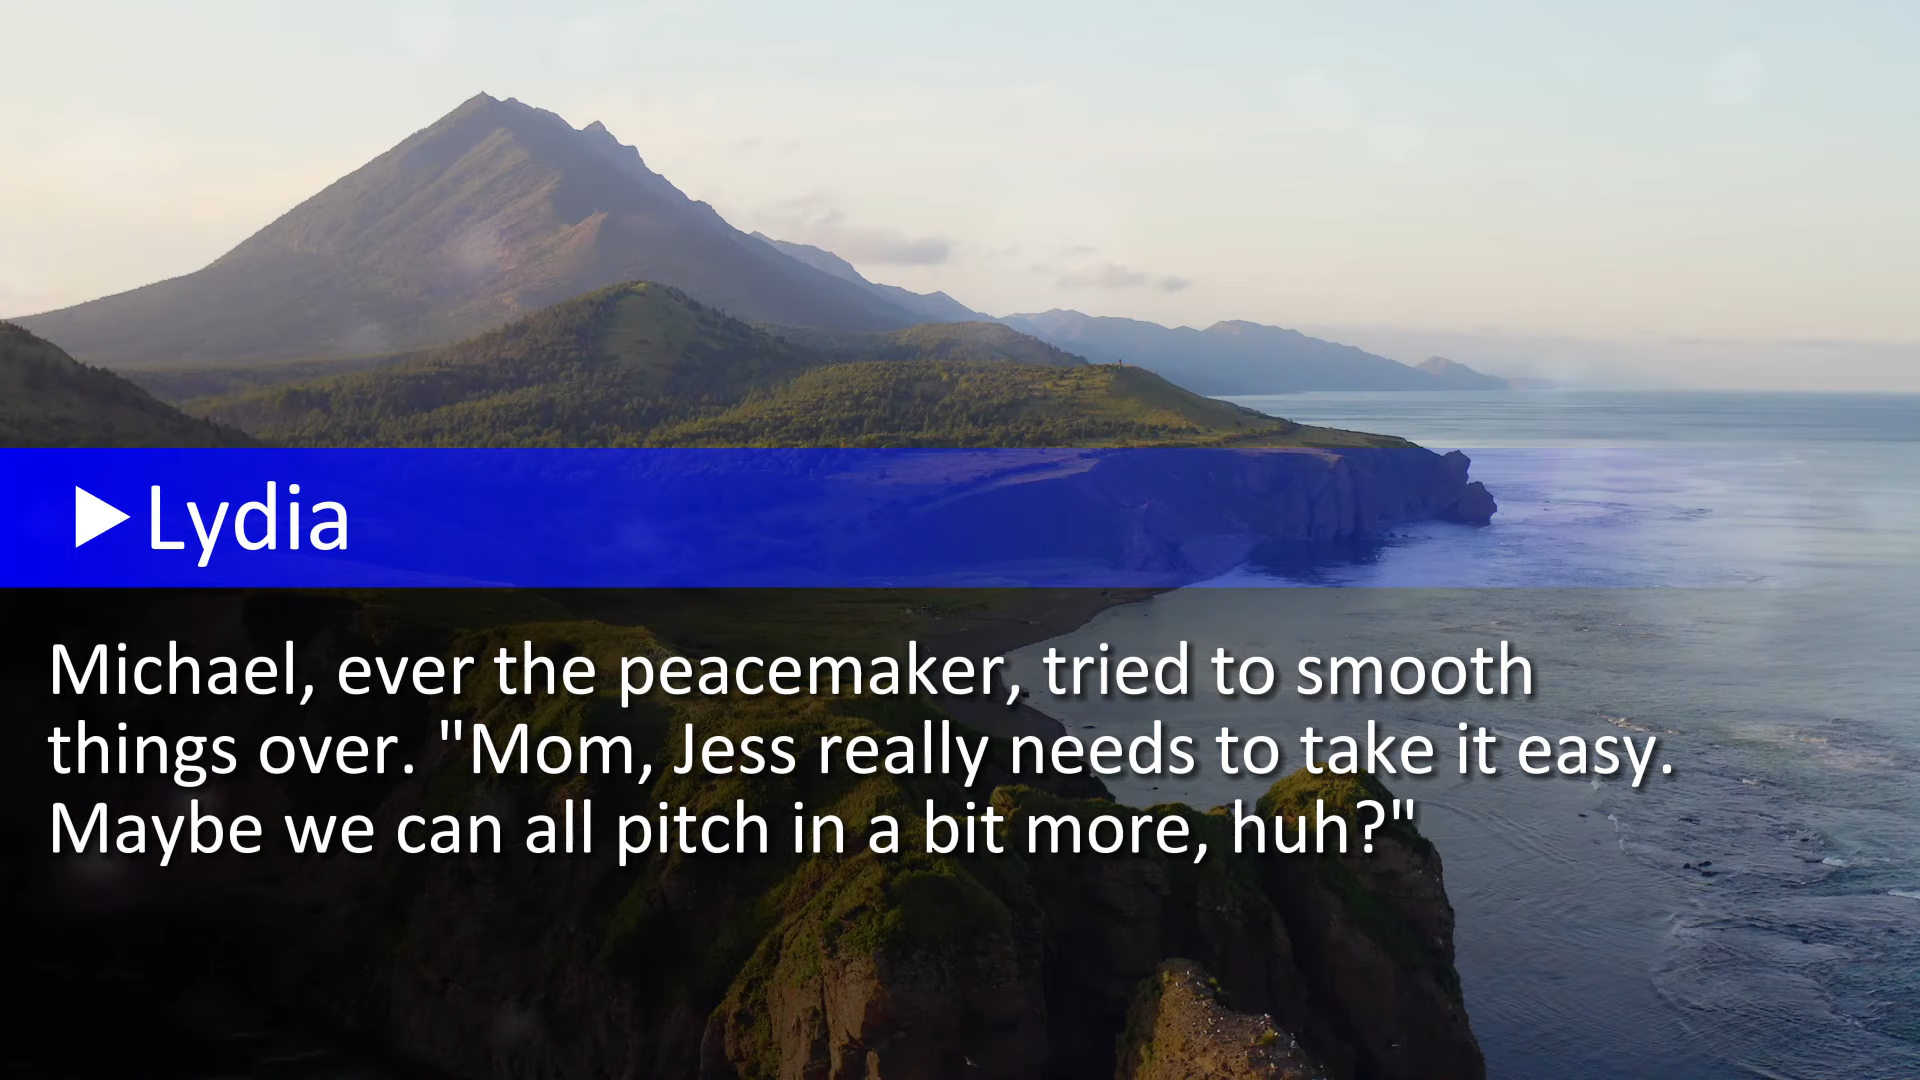 Lydia
Michael, ever the peacemaker, tried to smooth
things over. "Mom, Jess really needs to take it easy.
Maybe we can all pitch in a bit more, huh?"